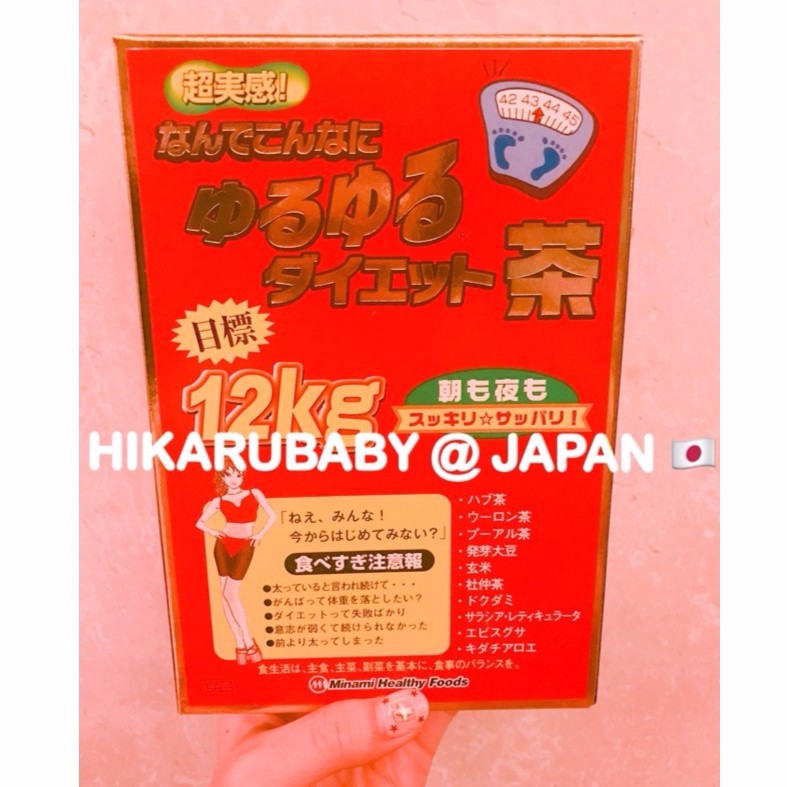 超実感!
42 43 44 45
なんでこんなに
ゆるゆる
ダイエット茶
目標
12kg
朝も夜も
スッキリ☆サッパリ!
HIKARUBABY @ JAPAN 🇯🇵
「ねえ、みんな!
今からはじめてみない?」
食べすぎ注意報
●太っていると言われ続けて・・・
●がんばって体重を落としたい?
●ダイエットって失敗ばかり
●意志が弱くて続けられなかった
●前より太ってしまった
・ハブ茶
・ウーロン茶
・プーアル茶
・発芽大豆
・玄米
・杜仲茶
・ドクダミ
・サラシア・レティキュラータ
・エビスグサ
・キダチアロエ
食生活は、主食、主菜、副菜を基本に、食事のバランスを。
Minami Healthy Foods